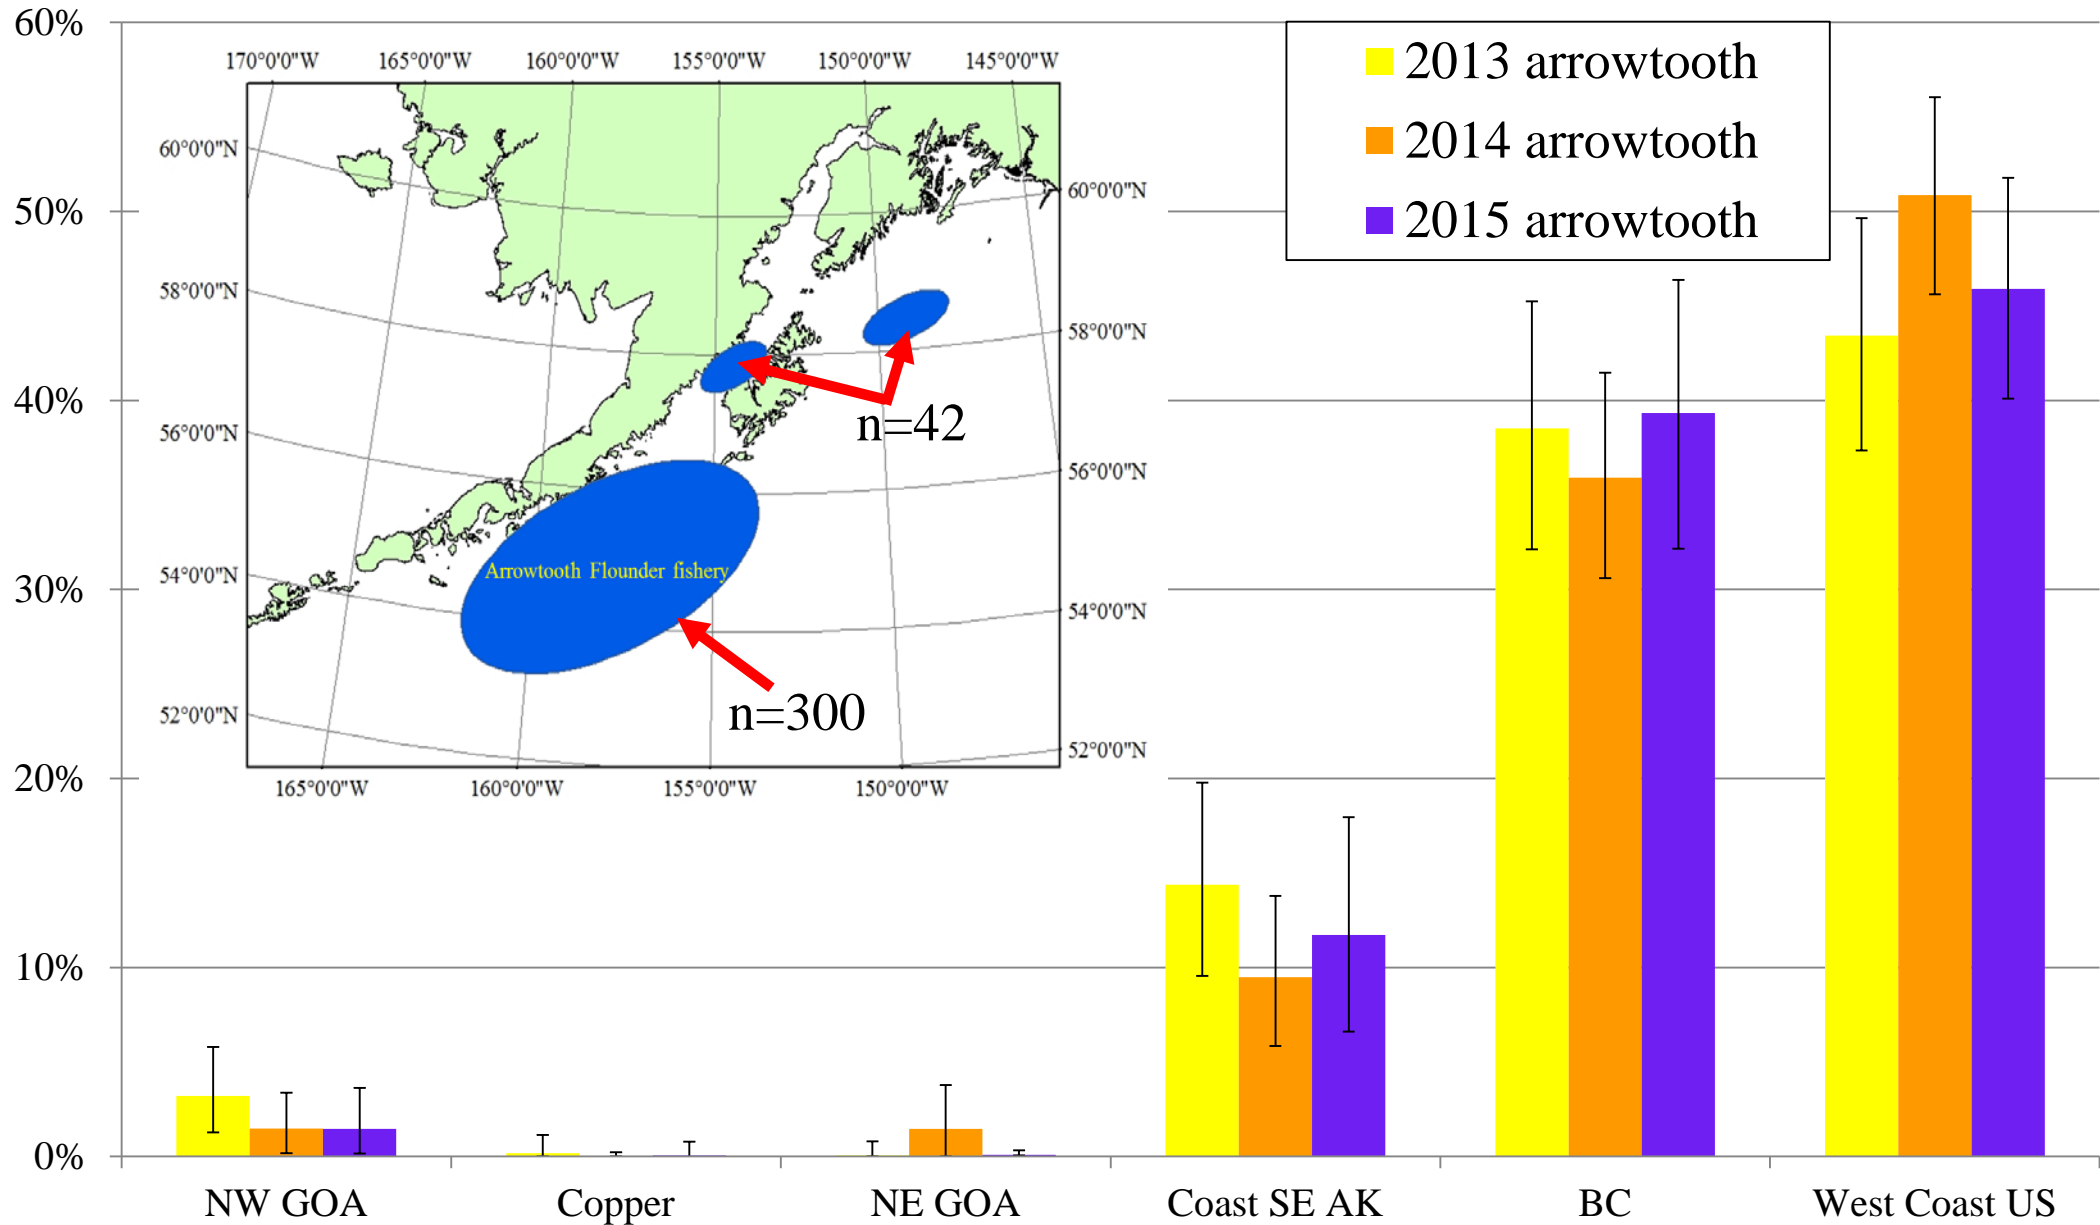 60%
50%
40%
30%
20%
10%
0%
2013 arrowtooth
2014 arrowtooth
2015 arrowtooth
170°0'0"W 165°0'0"W 160°0'0"W 155°0'0"W 150°0'0"W 145°0'0"W
60°0'0"N
58°0'0"N
56°0'0"N
54°0'0"N
52°0'0"N
60°0'0"N
58°0'0"N
56°0'0"N
54°0'0"N
52°0'0"N
n=42
Arrowtooth Flounder fishery
n=300
165°0'0"W 160°0'0"W 155°0'0"W 150°0'0"W
NW GOA Copper NE GOA Coast SE AK BC West Coast US